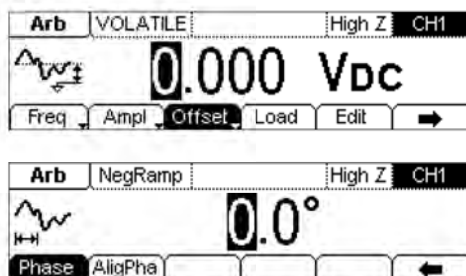 Arb VOLATILE High Z CH1
0.000 VDC
Freq Ampl Offset Load Edit
Arb NegRamp High Z CH1
0.0°
Phase AligPha